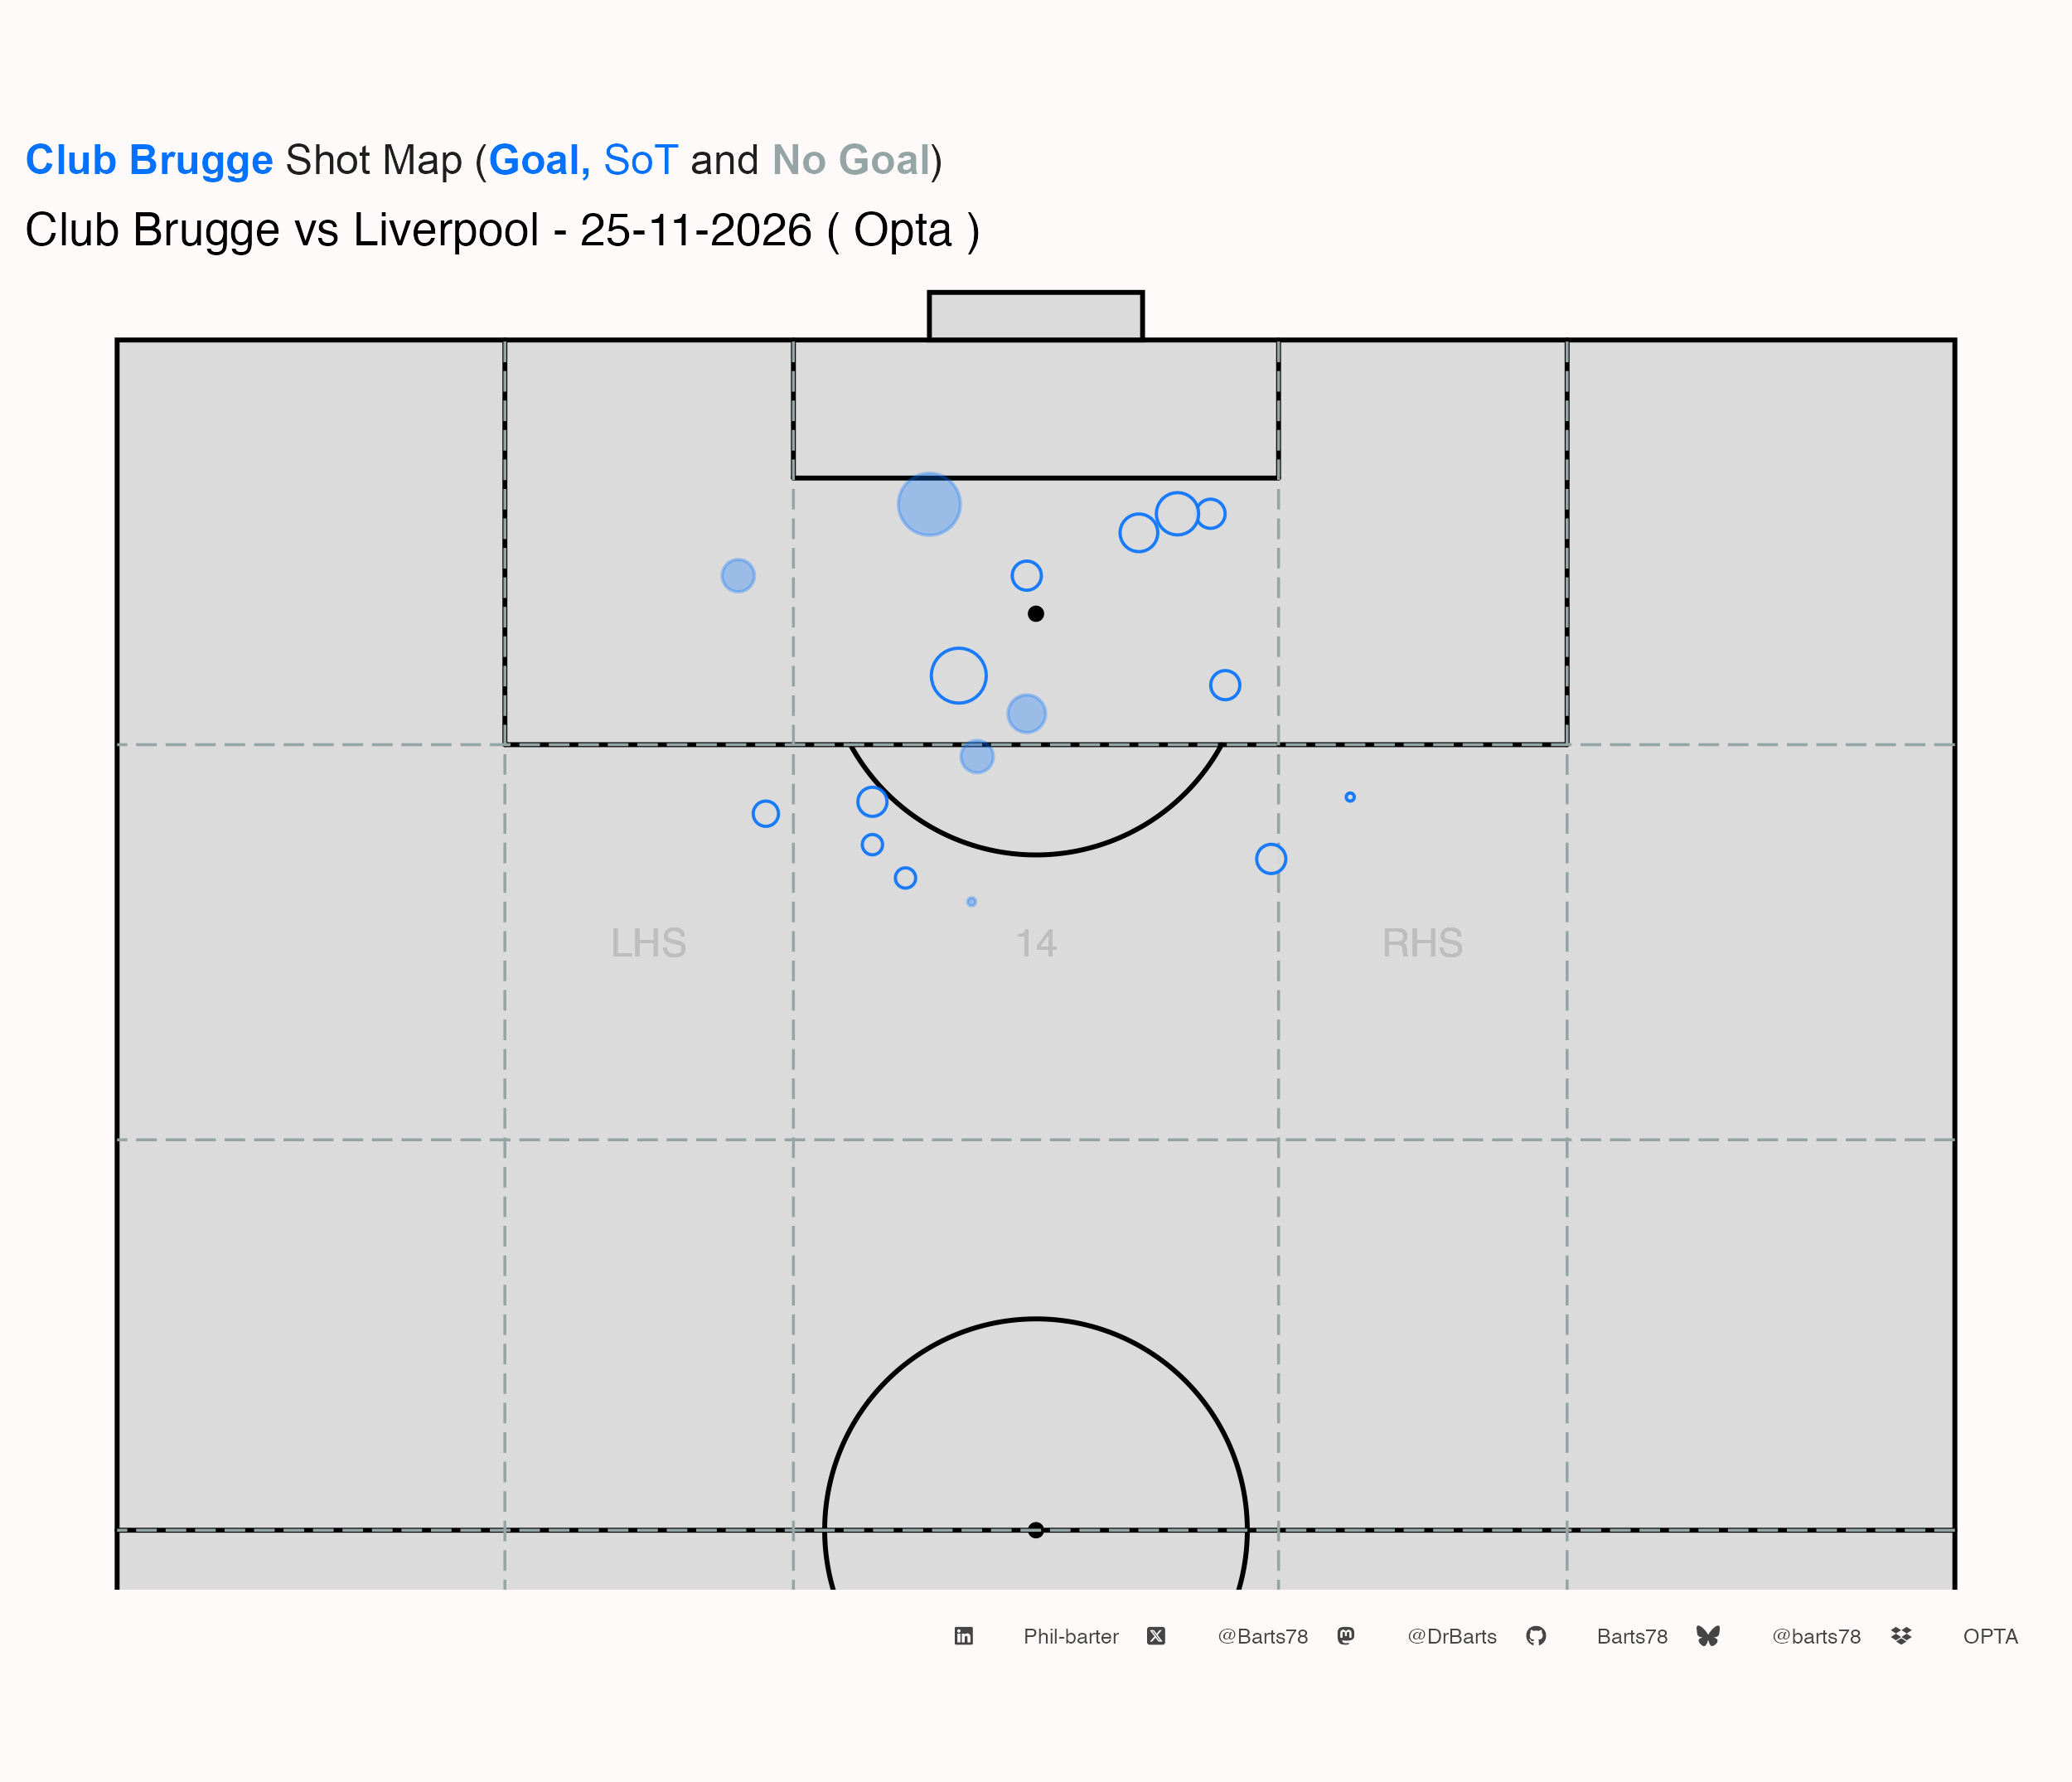 Club Brugge Shot Map (Goal, SoT and No Goal)
Club Brugge vs Liverpool - 25-11-2026 ( Opta )
LHS 14 RHS
Phil-barter @Barts78 @DrBarts Barts78 @barts78 OPTA